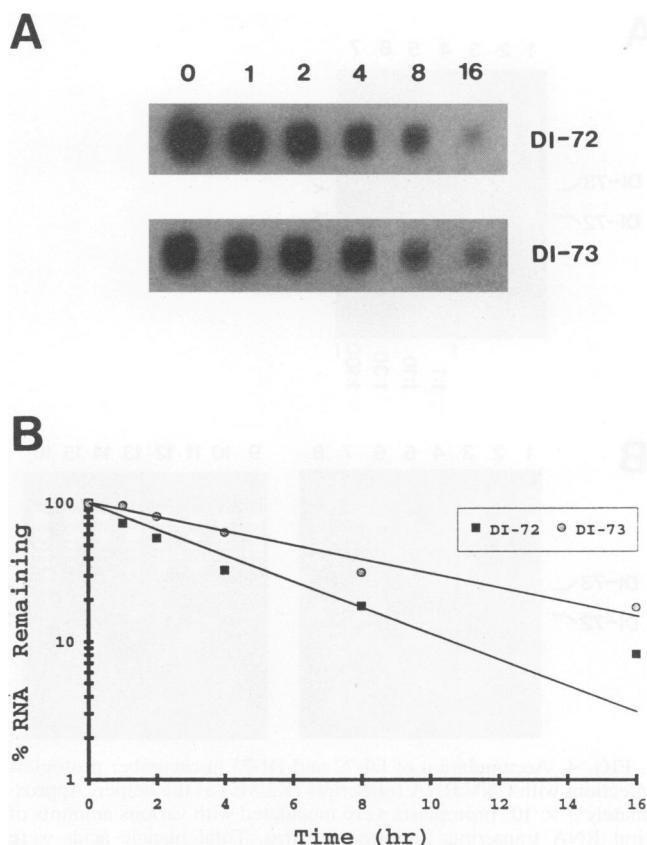 A
0 1 2 4 8 16
DI-72
DI-73
B
100
10
1
% RNA Remaining
DI-72 DI-73
0 2 4 6 8 10 12 14 16
Time (hr)